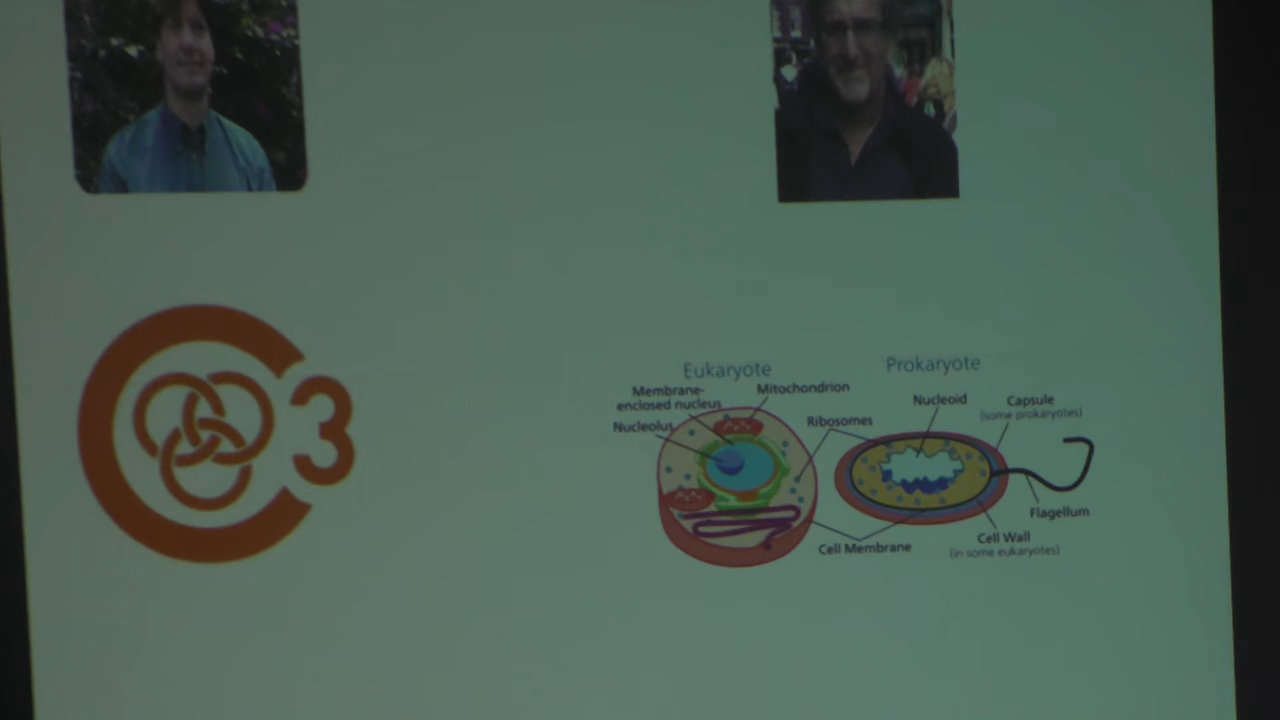 C3
Eukaryote
Prokaryote
Membrane-
enclosed nucleus
Mitochondrion
Nucleolus
Ribosomes
Nucleoid
Capsule
(some prokaryotes)
Flagellum
Cell Membrane
Cell Wall
(in some eukaryotes)